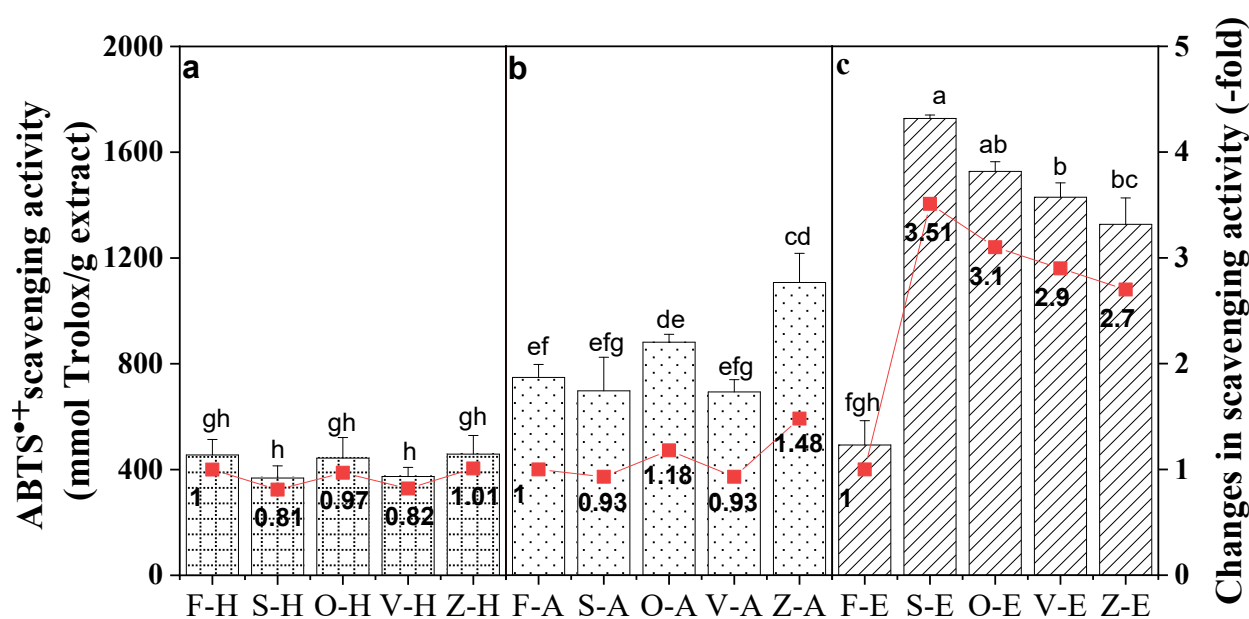 ABTS•+ scavenging activity
(mmol Trolox/g extract)
2000
1600
1200
800
400
0
a
gh
h
gh
h
gh
1
0.81
0.97
0.82
1.01
F-H S-H O-H V-H Z-H
b
ef
efg
de
efg
cd
1
0.93
1.18
0.93
1.48
F-A S-A O-A V-A Z-A
c
fgh
a
ab
b
bc
1
3.51
3.1
2.9
2.7
F-E S-E O-E V-E Z-E
5
4
3
2
1
0
Changes in scavenging activity (-fold)